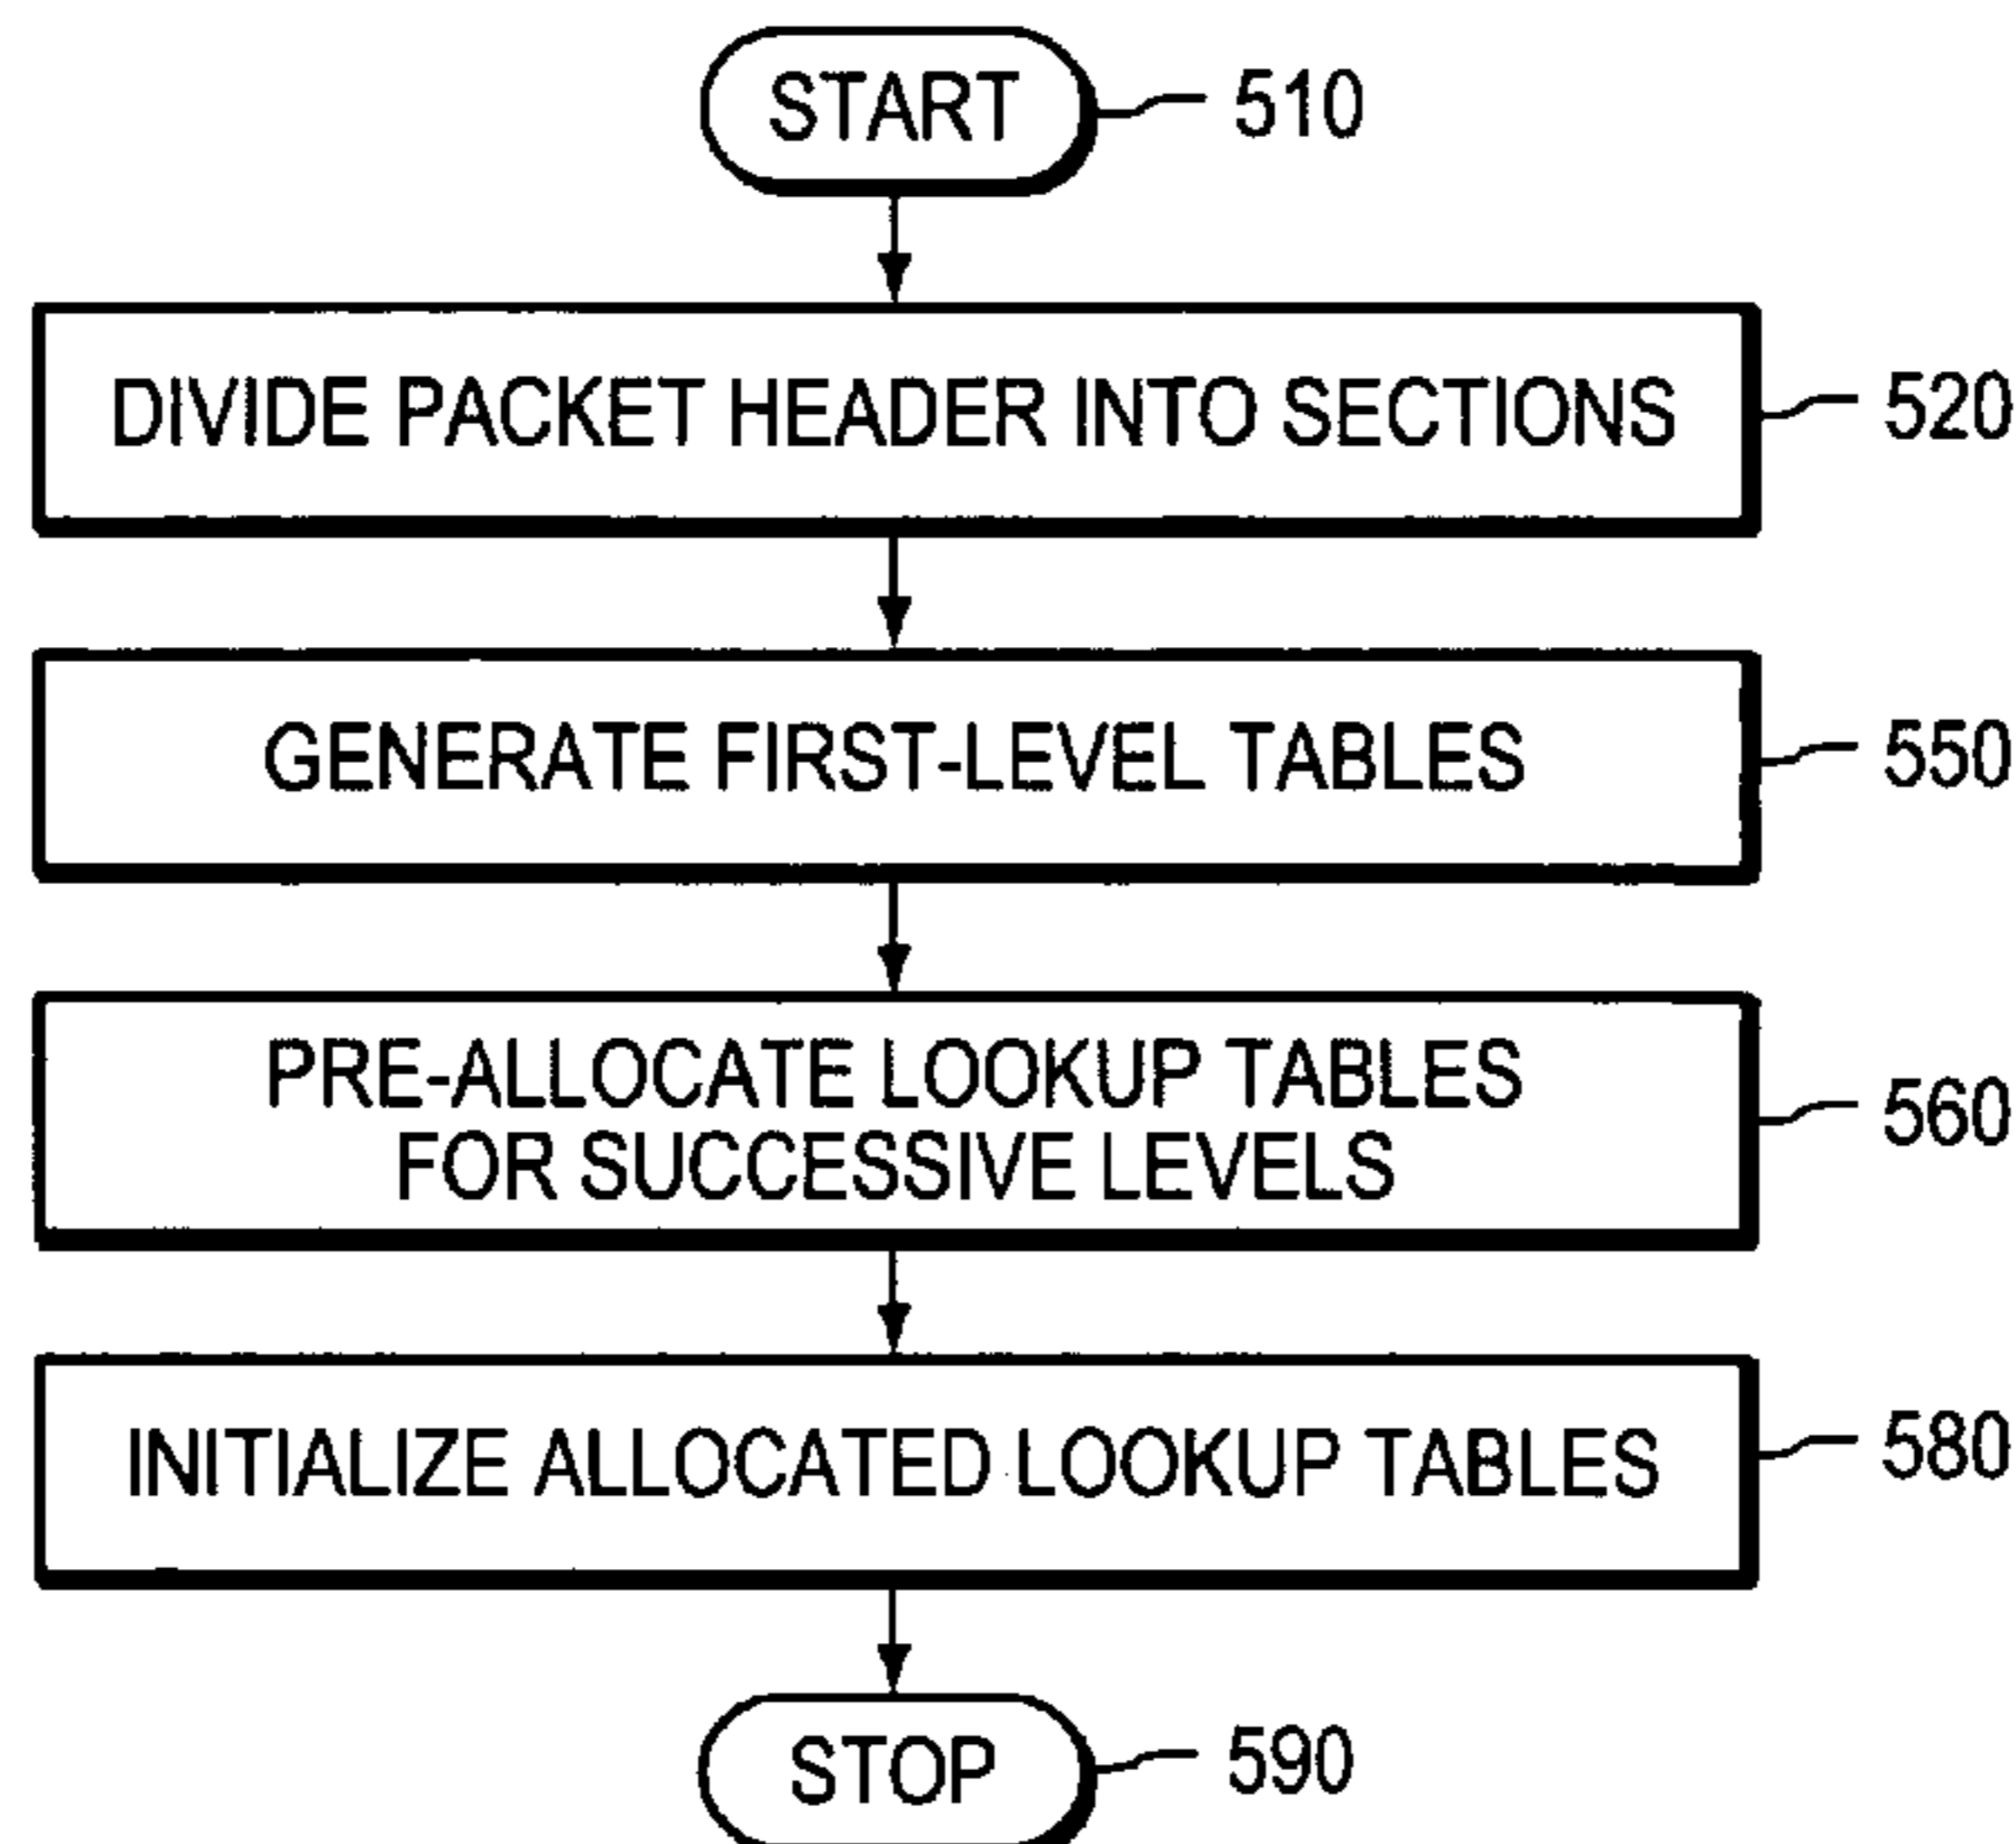 START 510
DIVIDE PACKET HEADER INTO SECTIONS 520
GENERATE FIRST-LEVEL TABLES 550
PRE-ALLOCATE LOOKUP TABLES
FOR SUCCESSIVE LEVELS 560
INITIALIZE ALLOCATED LOOKUP TABLES 580
STOP 590